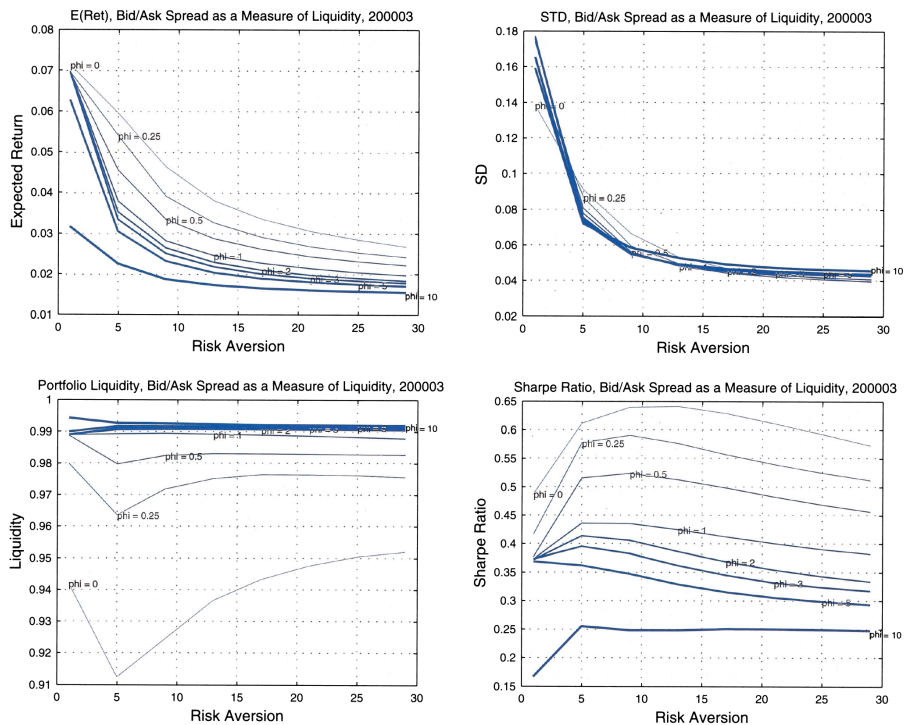 E(Ret), Bid/Ask Spread as a Measure of Liquidity, 200003
0.08
0.07
0.06
0.05
0.04
0.03
0.02
0.01
Expected Return
phi = 0
phi = 0.25
phi = 0.5
phi = 1
phi = 2
phi = 3
phi = 5
phi = 10
0 5 10 15 20 25 30
Risk Aversion
STD, Bid/Ask Spread as a Measure of Liquidity, 200003
0.18
0.16
0.14
0.12
0.1
0.08
0.06
0.04
0.02
SD
phi = 0
phi = 0.25
phi = 10
0 5 10 15 20 25 30
Risk Aversion
Portfolio Liquidity, Bid/Ask Spread as a Measure of Liquidity, 200003
1
0.99
0.98
0.97
0.96
0.95
0.94
0.93
0.92
0.91
Liquidity
phi = 10
phi = 2
phi = 1
phi = 0.5
phi = 0.25
phi = 0
0 5 10 15 20 25 30
Risk Aversion
Sharpe Ratio, Bid/Ask Spread as a Measure of Liquidity, 200003
0.65
0.6
0.55
0.5
0.45
0.4
0.35
0.3
0.25
0.2
0.15
Sharpe Ratio
phi = 0.25
phi = 0.5
phi = 0
phi = 1
phi = 2
phi = 3
phi = 5
phi = 10
0 5 10 15 20 25 30
Risk Aversion